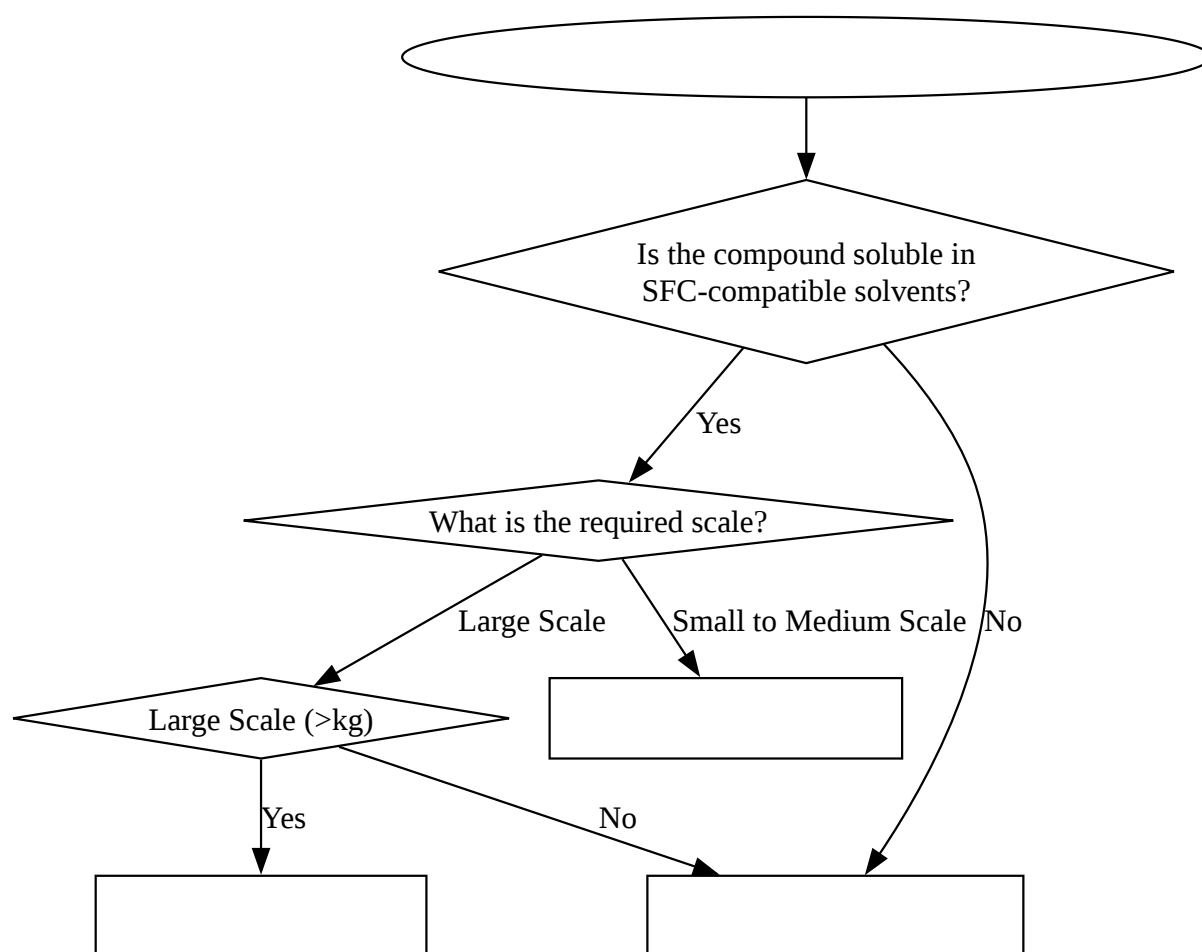 Is the compound soluble in
SFC-compatible solvents?
Yes
What is the required scale?
Large Scale
Small to Medium Scale
No
Large Scale (>kg)
Yes
No